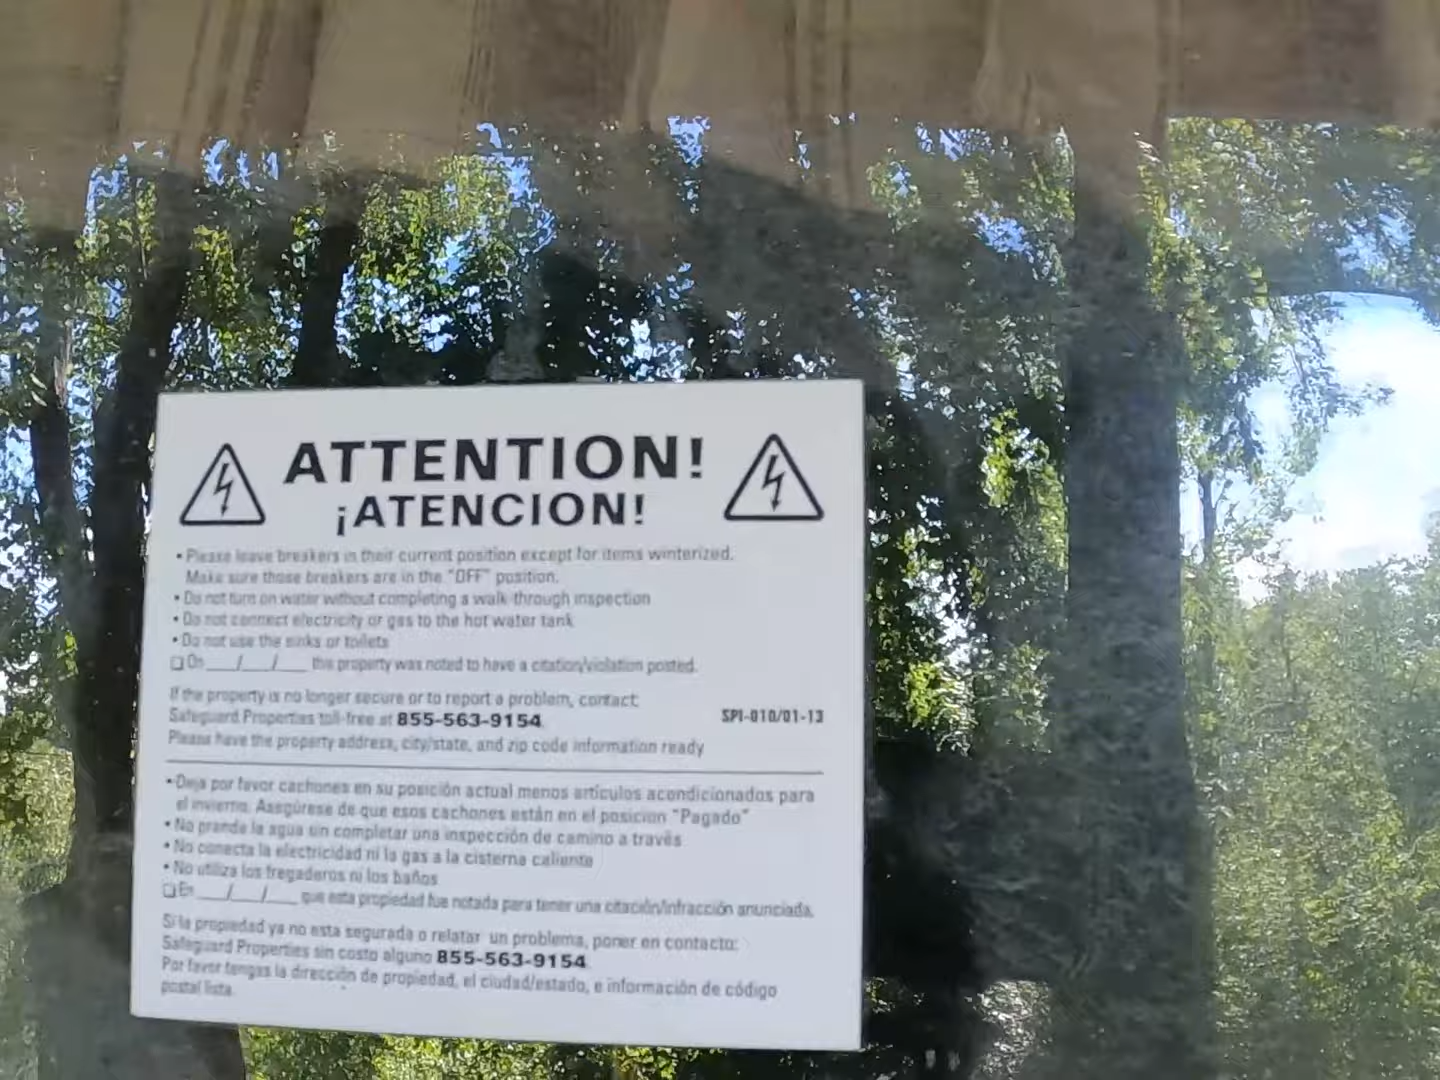 ATTENTION!
¡ATENCION!
• Please leave breakers in their current position except for items winterized.
Make sure those breakers are in the "OFF" position.
• Do not turn on water without completing a walk-through inspection
• Do not connect electricity or gas to the hot water tank
• Do not use the sinks or toilets
❑ On ___/___/___ this property was noted to have a citation/violation posted.
If the property is no longer secure or to report a problem, contact:
Safeguard Properties toll-free at 855-563-9154
SPI-010/01-13
Please have the property address, city/state, and zip code information ready
• Deja por favor cachones en su posición actual menos artículos acondicionados para
el invierno. Asegúrese de que esos cachones están en el posicion "Pagado"
• No prande la agua sin completar una inspección de camino a través
• No conecta la electricidad ni la gas a la cisterna caliente
• No utiliza los fregaderos ni los baños
❑ En ___/___/___ que esta propiedad fue notada para tener una citación/infracción anunciada.
Si la propiedad ya no esta segurada o relatar un problema, poner en contacto:
Safeguard Properties sin costo alguno 855-563-9154
Por favor tengas la dirección de propiedad, el ciudad/estado, e información de código
postal lista.